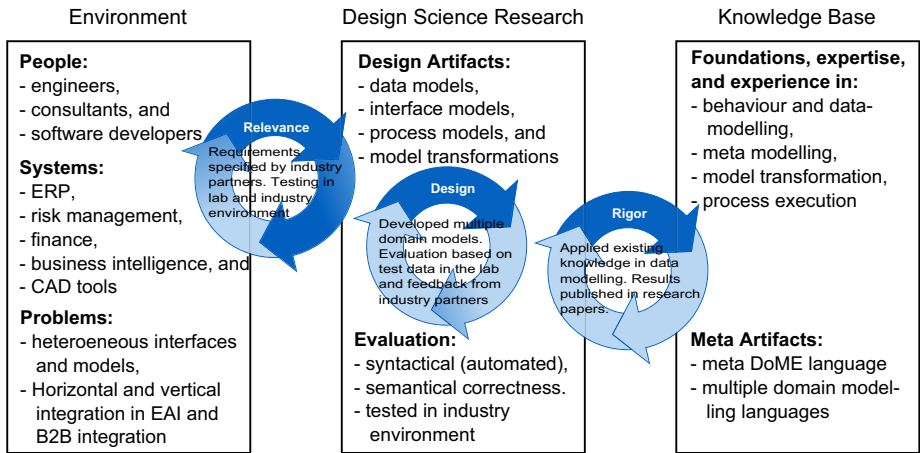 Environment
Design Science Research
Knowledge Base
People:
- engineers,
- consultants, and
- software developers
Systems:
- ERP,
- risk management,
- finance,
- business intelligence, and
- CAD tools
Problems:
- heteroeneous interfaces
and models,
- Horizontal and vertical
integration in EAI and
B2B integration
Relevance
Requirements
specified by industry
partners. Testing in
lab and industry
environment
Design Artifacts:
- data models,
- interface models,
- process models, and
- model transformations
Design
Developed multiple
domain models.
Evaluation based on
test data in the lab
and feedback from
industry partners
Evaluation:
- syntactical (automated),
- semantical correctness.
- tested in industry
environment
Rigor
Applied existing
knowledge in data
modelling. Results
published in research
papers.
Foundations, expertise,
and experience in:
- behaviour and data-
modelling,
- meta modelling,
- model transformation,
- process execution
Meta Artifacts:
- meta DoME language
- multiple domain model-
ling languages